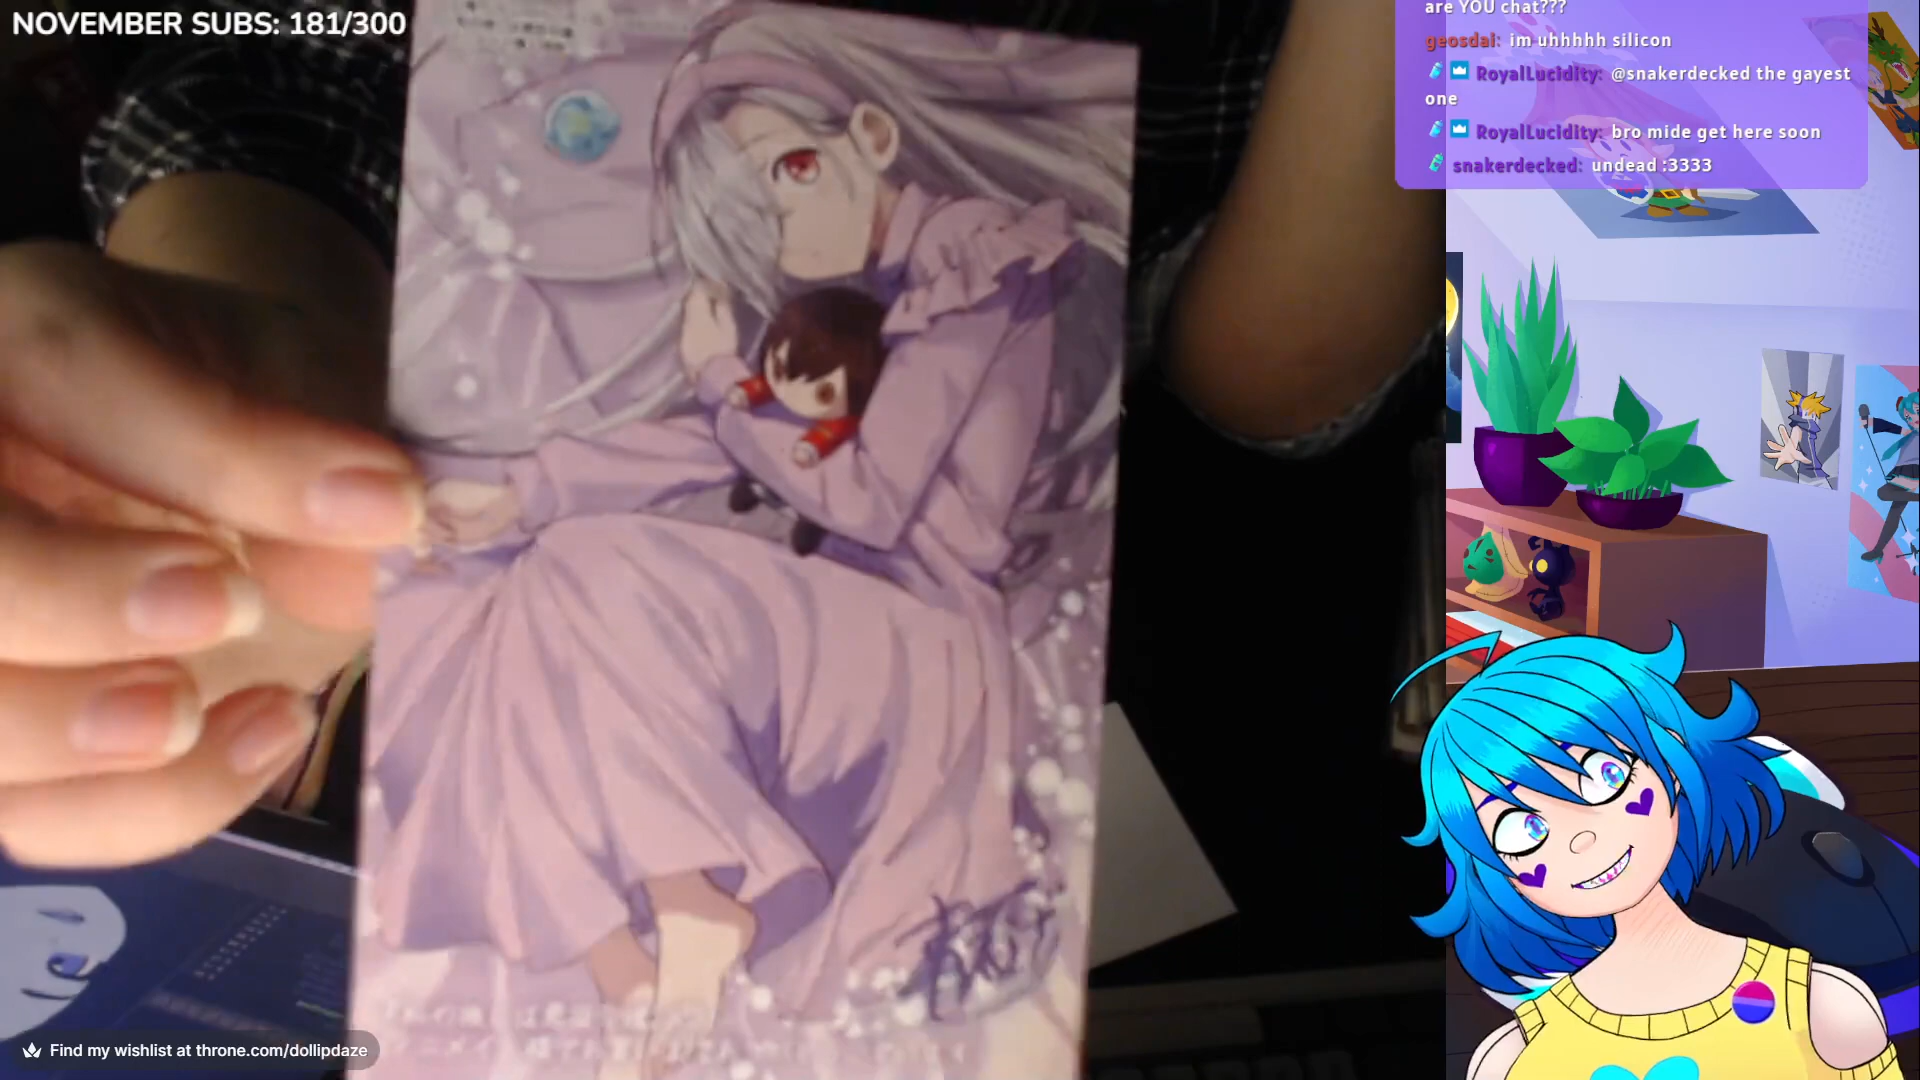 NOVEMBER SUBS: 181/300
are YOU chat???
geosdai: im uhhhhh silicon
RoyalLucidity: @snakerdecked the gayest
one
RoyalLucidity: bro mide get here soon
snakerdecked: undead :3333
Find my wishlist at throne.com/dollipdaze